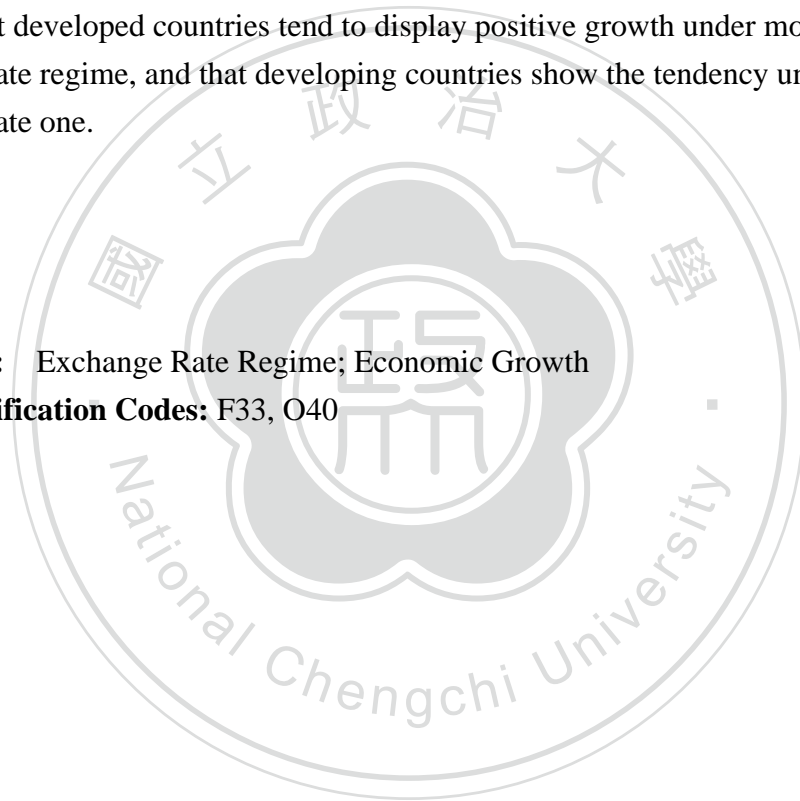 t developed countries tend to display positive growth under mo
ate regime, and that developing countries show the tendency un
ate one.
國立政治大學
: Exchange Rate Regime; Economic Growth
ification Codes: F33, O40
National Chengchi University